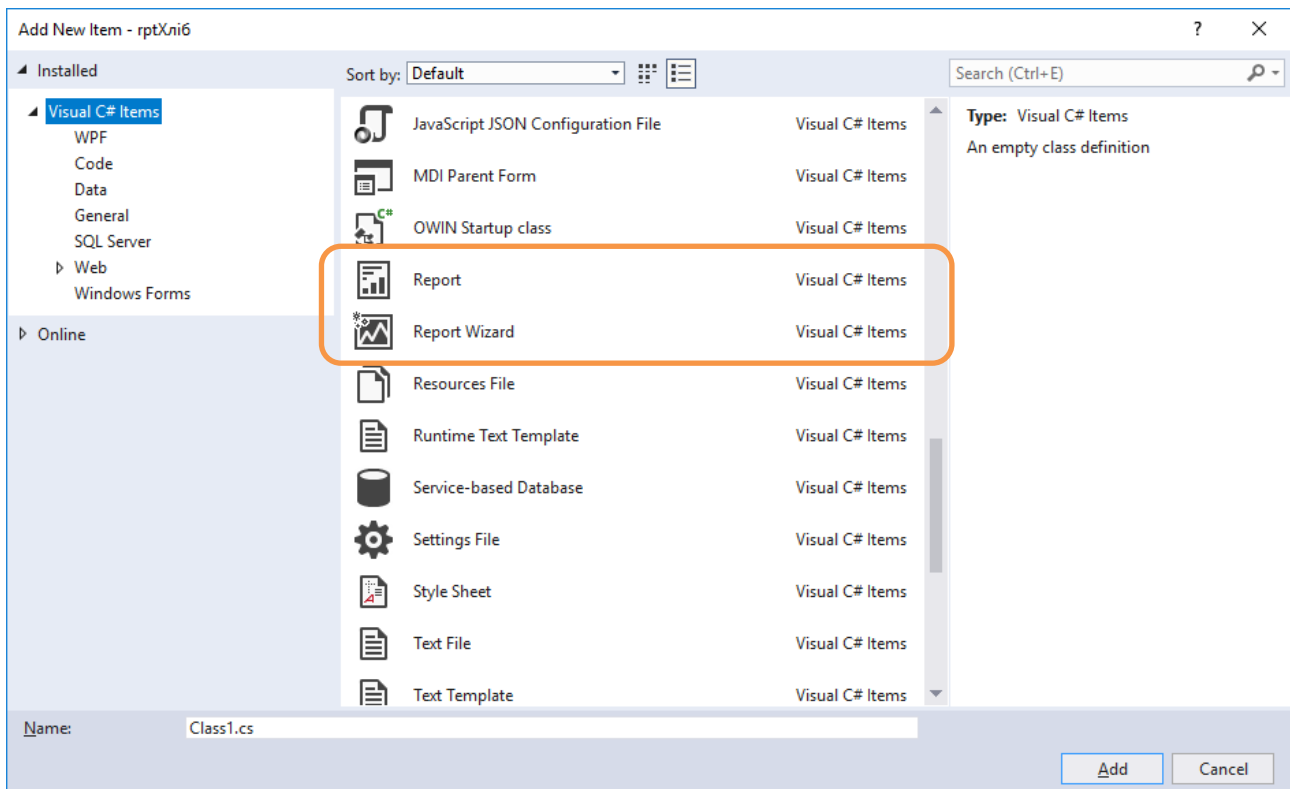 Add New Item - rptХліб
?
Installed
Sort by: Default
Search (Ctrl+E)
Visual C# Items
WPF
Code
Data
General
SQL Server
Web
Windows Forms
Online
JavaScript JSON Configuration File Visual C# Items
MDI Parent Form Visual C# Items
C#
OWIN Startup class Visual C# Items
Report Visual C# Items
Report Wizard Visual C# Items
Resources File Visual C# Items
Runtime Text Template Visual C# Items
Service-based Database Visual C# Items
Settings File Visual C# Items
A
Style Sheet Visual C# Items
Text File Visual C# Items
Text Template Visual C# Items
Type: Visual C# Items
An empty class definition
Name: Class1.cs
Add Cancel